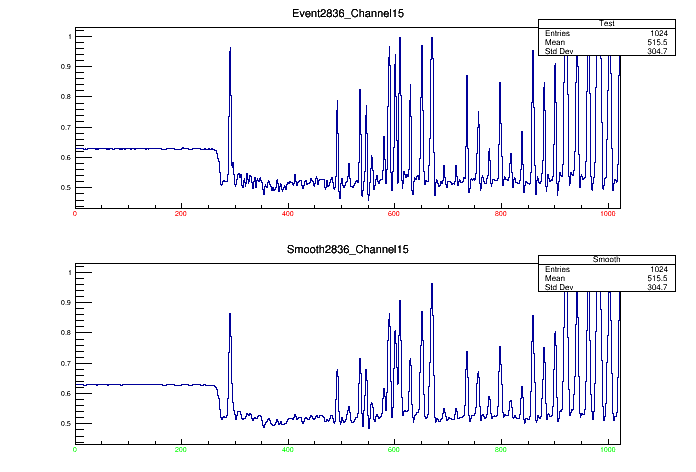 Event2836_Channel15
Test
Entries 1024
Mean 515.5
Std Dev 304.7
1
0.9
0.8
0.7
0.6
0.5
0 200 400 600 800 1000
Smooth2836_Channel15
Smooth
Entries 1024
Mean 515.5
Std Dev 304.7
1
0.9
0.8
0.7
0.6
0.5
0 200 400 600 800 1000